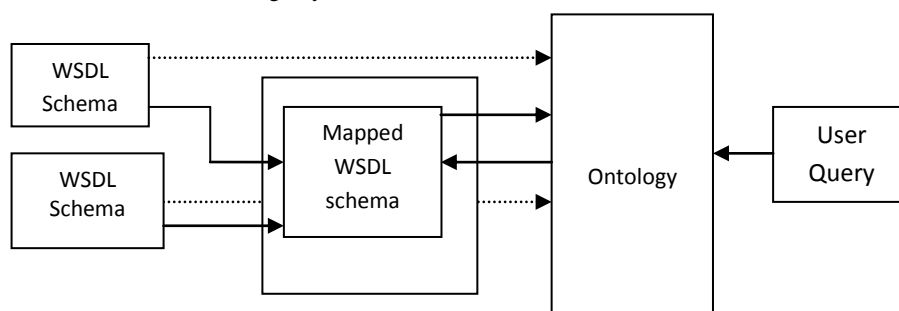 WSDL
Schema
WSDL
Schema
Mapped
WSDL
schema
Ontology
User
Query